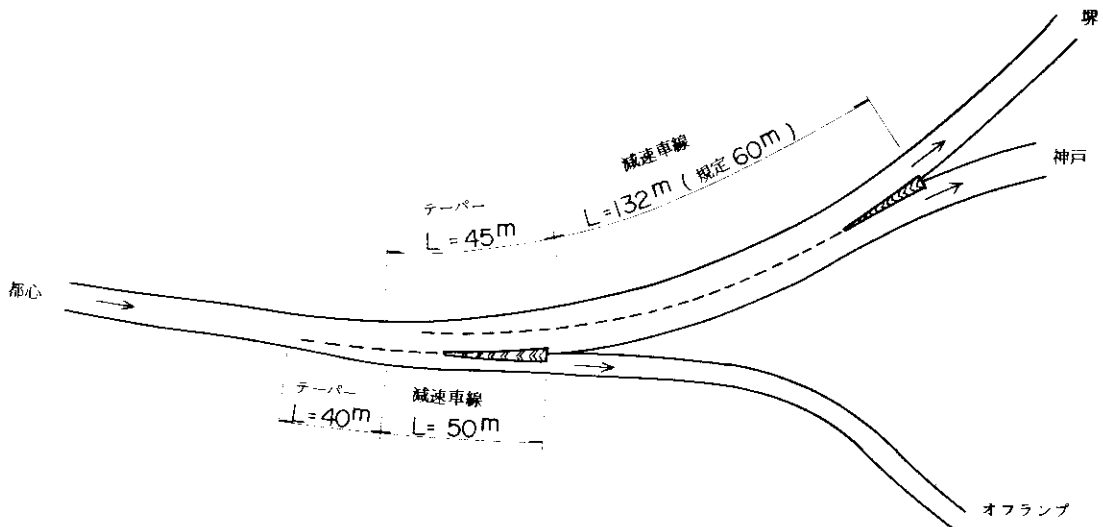 堺
減速車線
L=132m(規定60m)
神戸
テーパー
L=45m
都心
テーパー
L=40m
減速車線
L=50m
オフランプ